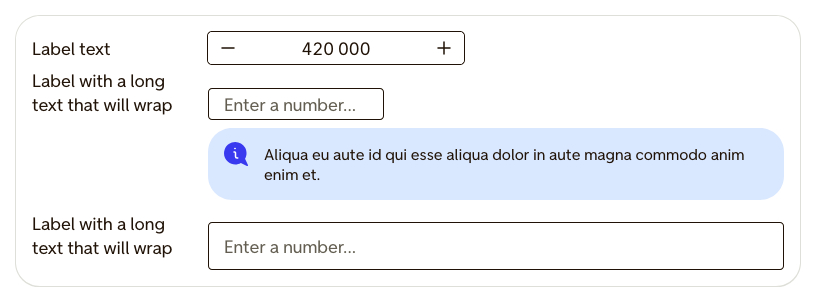 Label text
− 420 000 +
Label with a long
text that will wrap
Enter a number...
Aliqua eu aute id qui esse aliqua dolor in aute magna commodo anim
enim et.
Label with a long
text that will wrap
Enter a number...